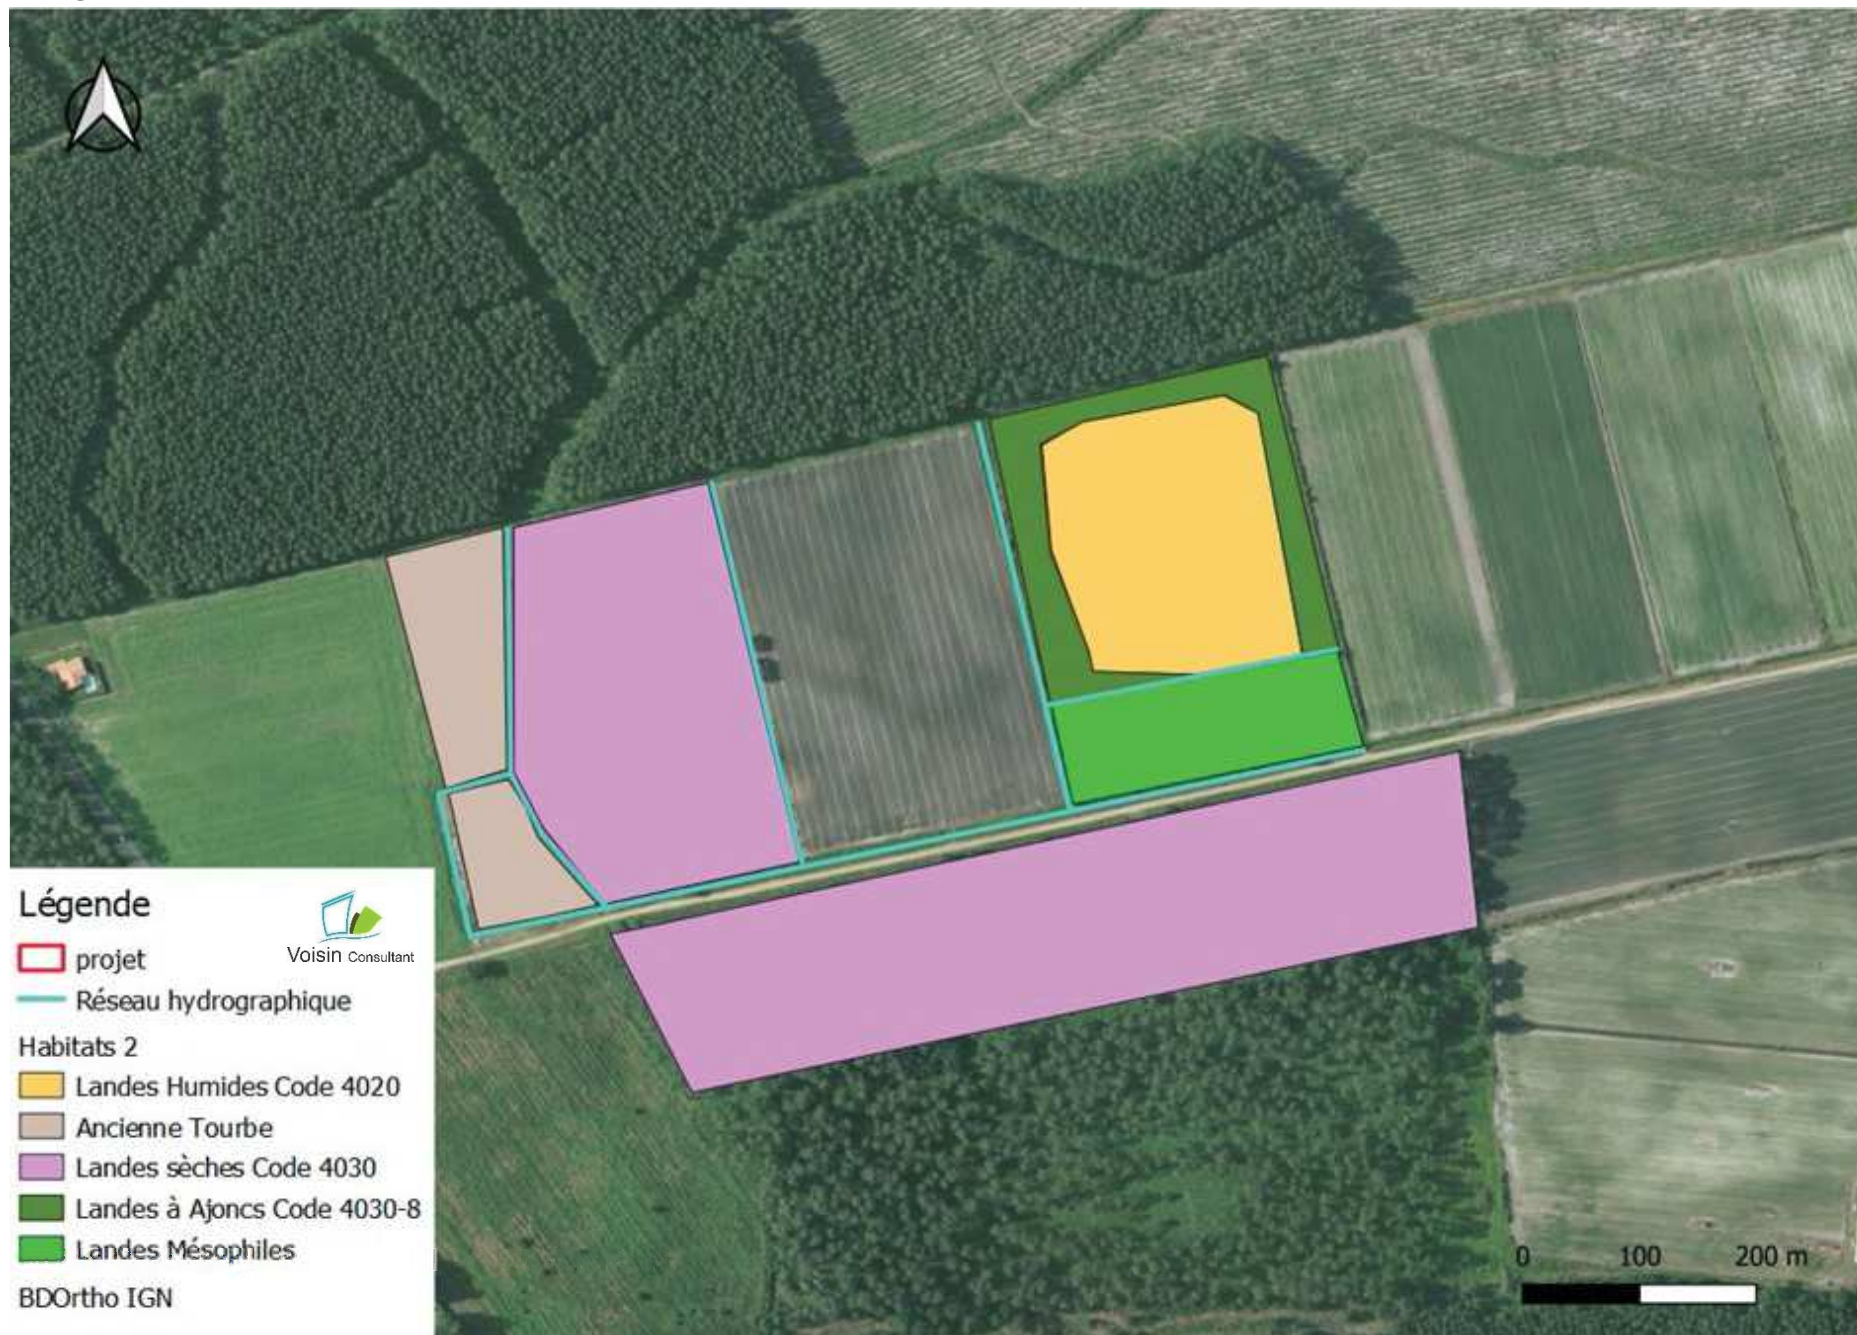 Légende
Voisin Consultant
projet
Réseau hydrographique
Habitats 2
Landes Humides Code 4020
Ancienne Tourbe
Landes sèches Code 4030
Landes à Ajoncs Code 4030-8
Landes Mésophiles
BDOrtho IGN
0 100 200 m